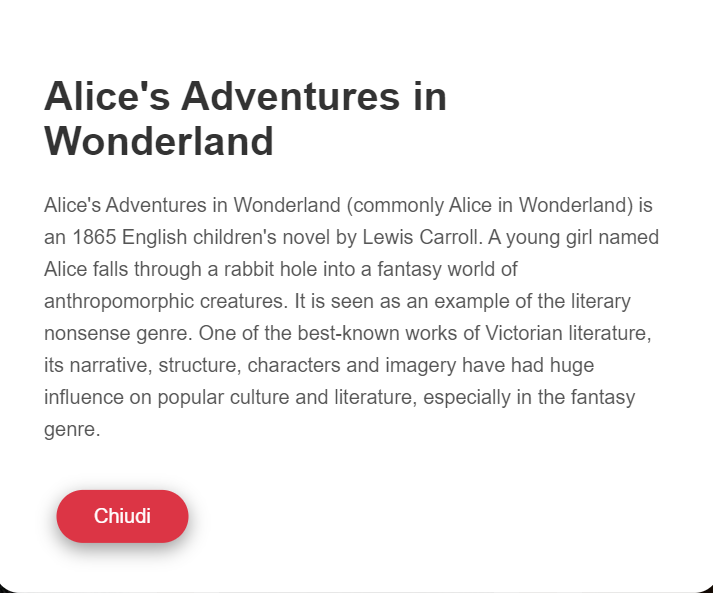 Alice's Adventures in
Wonderland
Alice's Adventures in Wonderland (commonly Alice in Wonderland) is
an 1865 English children's novel by Lewis Carroll. A young girl named
Alice falls through a rabbit hole into a fantasy world of
anthropomorphic creatures. It is seen as an example of the literary
nonsense genre. One of the best-known works of Victorian literature,
its narrative, structure, characters and imagery have had huge
influence on popular culture and literature, especially in the fantasy
genre.
Chiudi